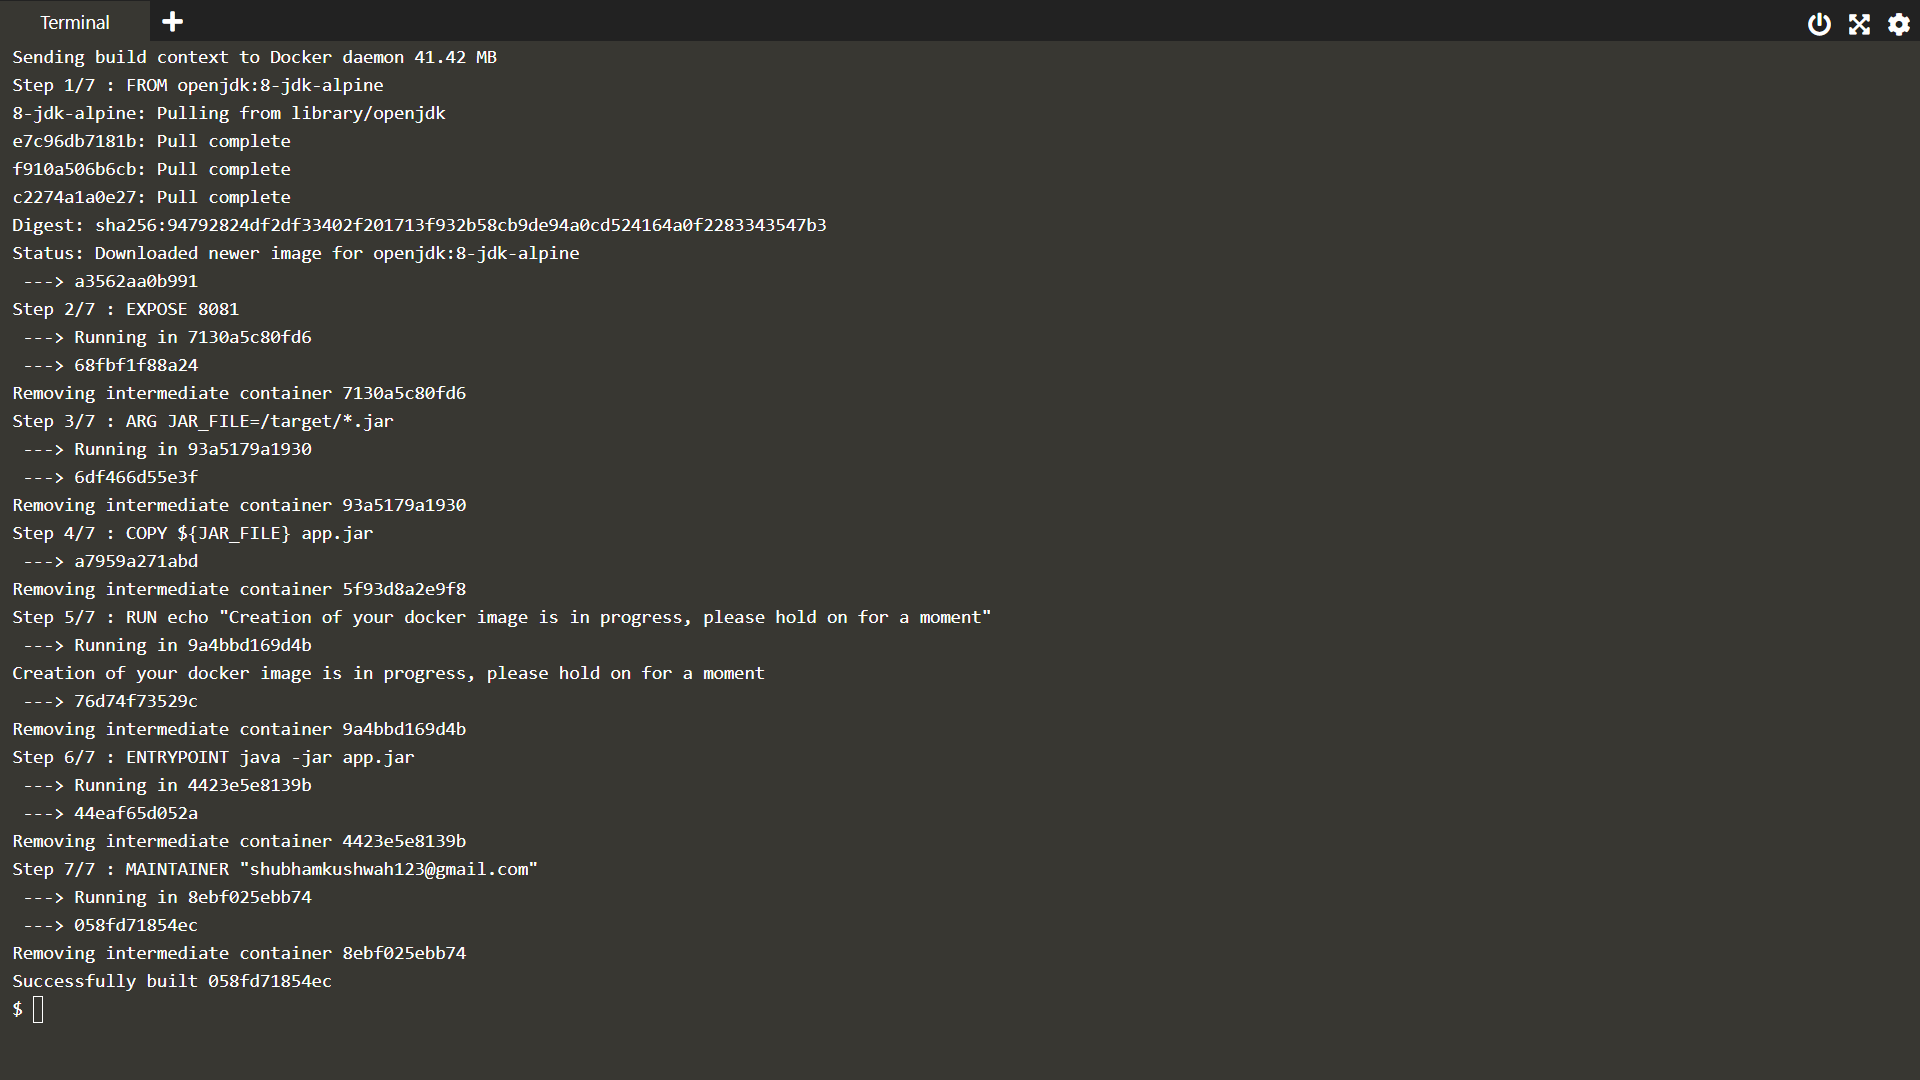 Terminal
Sending build context to Docker daemon 41.42 MB
Step 1/7 : FROM openjdk:8-jdk-alpine
8-jdk-alpine: Pulling from library/openjdk
e7c96db7181b: Pull complete
f910a506b6cb: Pull complete
c2274a1a0e27: Pull complete
Digest: sha256:94792824df2df33402f201713f932b58cb9de94a0cd524164a0f2283343547b3
Status: Downloaded newer image for openjdk:8-jdk-alpine
 ---> a3562aa0b991
Step 2/7 : EXPOSE 8081
 ---> Running in 7130a5c80fd6
 ---> 68fbf1f88a24
Removing intermediate container 7130a5c80fd6
Step 3/7 : ARG JAR_FILE=/target/*.jar
 ---> Running in 93a5179a1930
 ---> 6df466d55e3f
Removing intermediate container 93a5179a1930
Step 4/7 : COPY ${JAR_FILE} app.jar
 ---> a7959a271abd
Removing intermediate container 5f93d8a2e9f8
Step 5/7 : RUN echo "Creation of your docker image is in progress, please hold on for a moment"
 ---> Running in 9a4bbd169d4b
Creation of your docker image is in progress, please hold on for a moment
 ---> 76d74f73529c
Removing intermediate container 9a4bbd169d4b
Step 6/7 : ENTRYPOINT java -jar app.jar
 ---> Running in 4423e5e8139b
 ---> 44eaf65d052a
Removing intermediate container 4423e5e8139b
Step 7/7 : MAINTAINER "shubhamkushwah123@gmail.com"
 ---> Running in 8ebf025ebb74
 ---> 058fd71854ec
Removing intermediate container 8ebf025ebb74
Successfully built 058fd71854ec
$